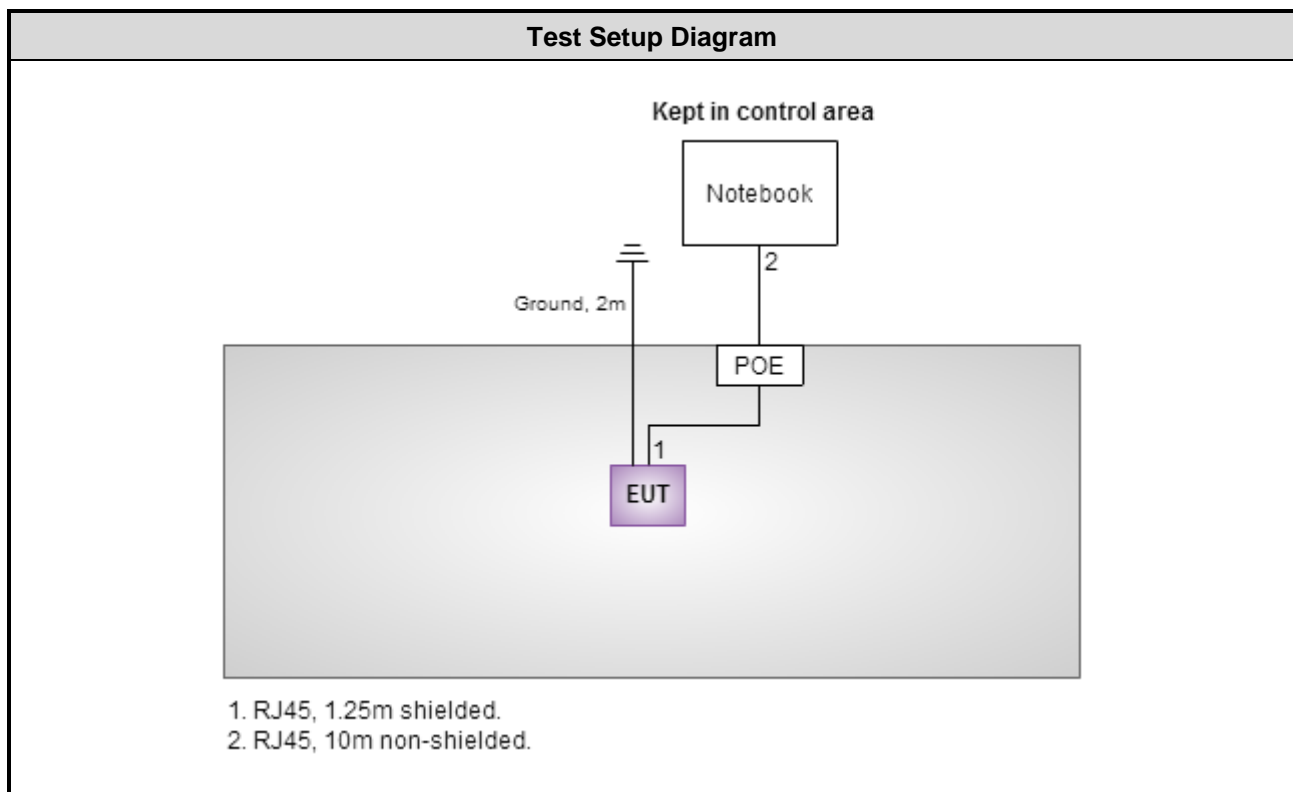 Test Setup Diagram
Kept in control area
Notebook
2
Ground, 2m
POE
1
EUT
1. RJ45, 1.25m shielded.
2. RJ45, 10m non-shielded.